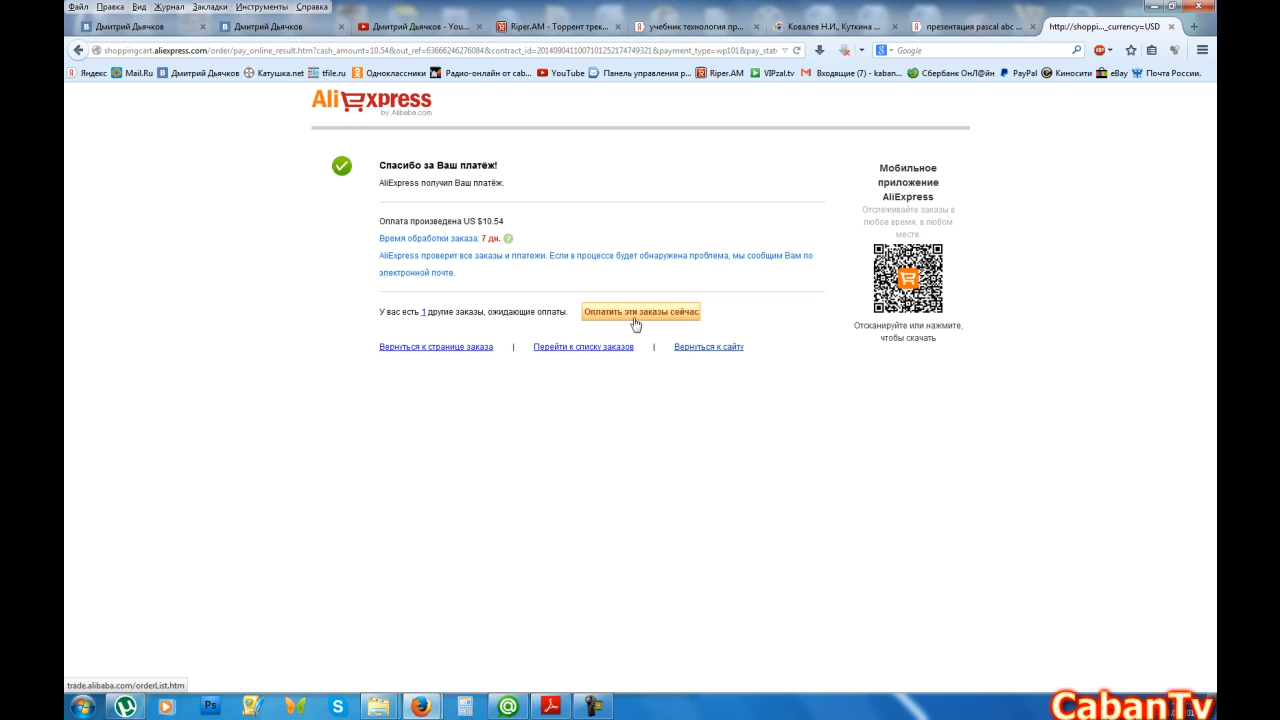 Файл Правка Вид Журнал Закладки Инструменты Справка
Дмитрий Дьячков
Дмитрий Дьячков
Дмитрий Дьячков - You...
Riper.AM - Торрент трек...
учебник технология пр...
Ковалев Н.И., Куткина ...
презентация pascal abc ...
http://shoppi..._currency=USD
shoppingcart.aliexpress.com/order/pay_online_result.htm?cash_amount=10.54&out_ref=63666246276084&contract_id=2014090411007101252174749321&payment_type=wp101&pay_stat
Google
Яндекс Mail.Ru Дмитрий Дьячков Катушка.net tfile.ru Одноклассники Радио-онлайн от cab... YouTube Панель управления р... Riper.AM VIPzal.tv Входящие (7) - kaban... Сбербанк ОнЛ@йн PayPal Киносити eBay Почта России.
AliExpress
by Alibaba.com
Спасибо за Ваш платёж!
AliExpress получил Ваш платёж.
Оплата произведена US $10.54
Время обработки заказа: 7 дн. ?
AliExpress проверит все заказы и платежи. Если в процессе будет обнаружена проблема, мы сообщим Вам по
электронной почте.
У вас есть 1 другие заказы, ожидающие оплаты. Оплатить эти заказы сейчас
Вернуться к странице заказа | Перейти к списку заказов | Вернуться к сайту
Мобильное
приложение
AliExpress
Отслеживайте заказы в
любое время, в любом
месте.
Отсканируйте или нажмите,
чтобы скачать
trade.alibaba.com/orderList.htm
Ps
CabanTv